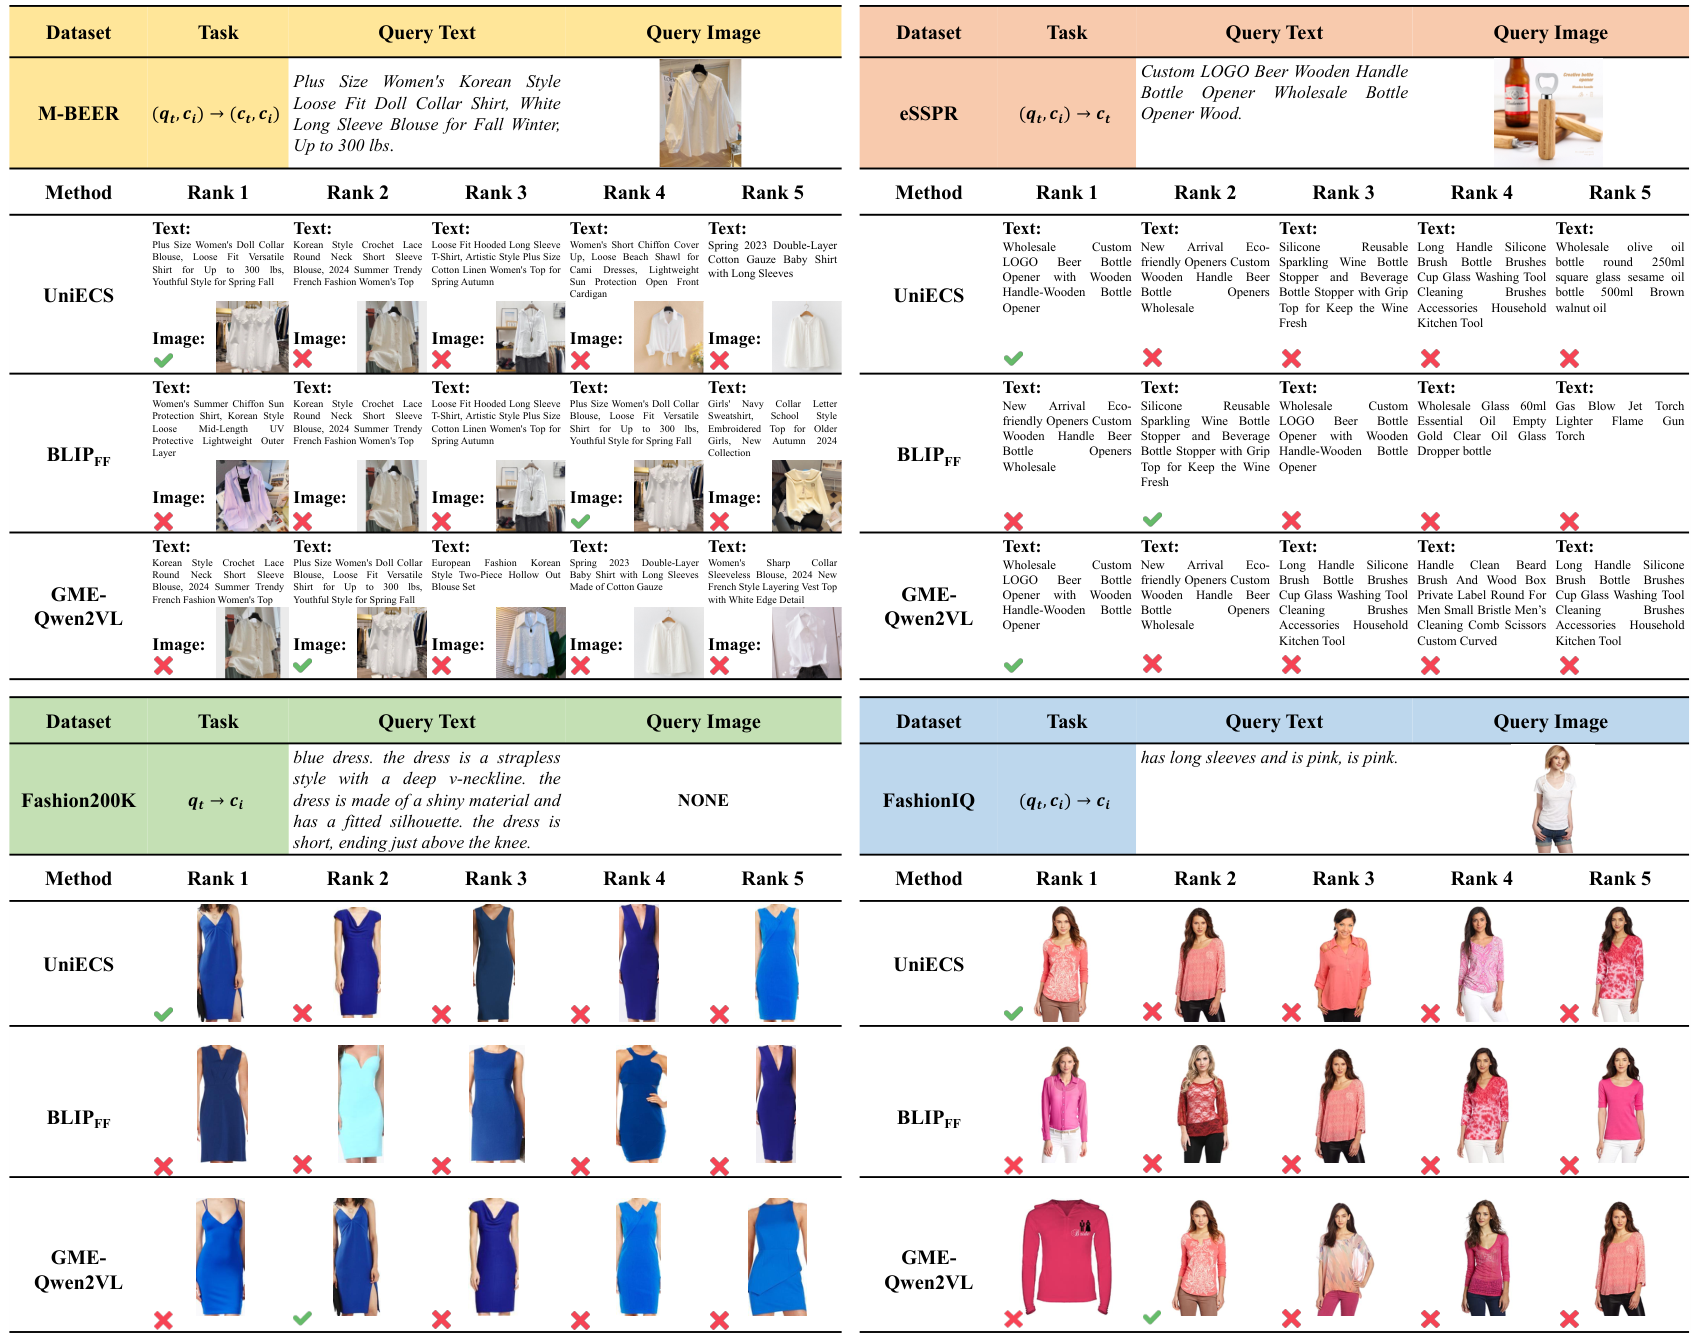 Dataset Task Query Text Query Image
M-BEER (q_t, c_i) → (c_t, c_i)
Plus Size Women's Korean Style
Loose Fit Doll Collar Shirt, White
Long Sleeve Blouse for Fall Winter,
Up to 300 lbs.
Method Rank 1 Rank 2 Rank 3 Rank 4 Rank 5
UniECS
Text:
Plus Size Women's Doll Collar
Blouse, Loose Fit Versatile
Shirt for Up to 300 lbs,
Youthful Style for Spring Fall
Image:
Text:
Korean Style Crochet Lace
Round Neck Short Sleeve
Blouse, 2024 Summer Trendy
French Fashion Women's Top
Image:
Text:
Loose Fit Hooded Long Sleeve
T-Shirt, Artistic Style Plus Size
Cotton Linen Women's Top for
Spring Autumn
Image:
Text:
Women's Short Chiffon Cover
Up, Loose Beach Shawl for
Cami Dresses, Lightweight
Sun Protection Open Front
Cardigan
Image:
Text:
Spring 2023 Double-Layer
Cotton Gauze Baby Shirt
with Long Sleeves
Image:
BLIP_FF
Text:
Women's Summer Chiffon Sun
Protection Shirt, Korean Style
Loose Mid-Length UV
Protective Lightweight Outer
Layer
Image:
Text:
Korean Style Crochet Lace
Round Neck Short Sleeve
Blouse, 2024 Summer Trendy
French Fashion Women's Top
Image:
Text:
Loose Fit Hooded Long Sleeve
T-Shirt, Artistic Style Plus Size
Cotton Linen Women's Top for
Spring Autumn
Image:
Text:
Plus Size Women's Doll Collar
Blouse, Loose Fit Versatile
Shirt for Up to 300 lbs,
Youthful Style for Spring Fall
Image:
Text:
Girls' Navy Collar Letter
Sweatshirt, School Style
Embroidered Top for Older
Girls, New Autumn 2024
Collection
Image:
GME-
Qwen2VL
Text:
Korean Style Crochet Lace
Round Neck Short Sleeve
Blouse, 2024 Summer Trendy
French Fashion Women's Top
Image:
Text:
Plus Size Women's Doll Collar
Blouse, Loose Fit Versatile
Shirt for Up to 300 lbs,
Youthful Style for Spring Fall
Image:
Text:
European Fashion Korean
Style Two-Piece Hollow Out
Blouse Set
Image:
Text:
Spring 2023 Double-Layer
Baby Shirt with Long Sleeves
Made of Cotton Gauze
Image:
Text:
Women's Sharp Collar
Sleeveless Blouse, 2024 New
French Style Layering Vest Top
with White Edge Detail
Image:
Dataset Task Query Text Query Image
eSSPR (q_t, c_i) → c_t
Custom LOGO Beer Wooden Handle
Bottle Opener Wholesale Bottle
Opener Wood.
Method Rank 1 Rank 2 Rank 3 Rank 4 Rank 5
UniECS
Text:
Wholesale Custom
LOGO Beer Bottle
Opener with Wooden
Handle-Wooden Bottle
Opener
Text:
New Arrival Eco-
friendly Openers Custom
Wooden Handle Beer
Bottle Openers
Wholesale
Text:
Silicone Reusable
Sparkling Wine Bottle
Stopper and Beverage
Bottle Stopper with Grip
Top for Keep the Wine
Fresh
Text:
Long Handle Silicone
Brush Bottle Brushes
Cup Glass Washing Tool
Cleaning Brushes
Accessories Household
Kitchen Tool
Text:
Wholesale olive oil
bottle round 250ml
square glass sesame oil
bottle 500ml Brown
walnut oil
BLIP_FF
Text:
New Arrival Eco-
friendly Openers Custom
Wooden Handle Beer
Bottle Openers
Wholesale
Text:
Silicone Reusable
Sparkling Wine Bottle
Stopper and Beverage
Bottle Stopper with Grip
Top for Keep the Wine
Fresh
Text:
Wholesale Custom
LOGO Beer Bottle
Opener with Wooden
Handle-Wooden Bottle
Opener
Text:
Wholesale Glass 60ml
Essential Oil Empty
Gold Clear Oil Glass
Dropper bottle
Text:
Gas Blow Jet Torch
Lighter Flame Gun
Torch
GME-
Qwen2VL
Text:
Wholesale Custom
LOGO Beer Bottle
Opener with Wooden
Handle-Wooden Bottle
Opener
Text:
New Arrival Eco-
friendly Openers Custom
Wooden Handle Beer
Bottle Openers
Wholesale
Text:
Long Handle Silicone
Brush Bottle Brushes
Cup Glass Washing Tool
Cleaning Brushes
Accessories Household
Kitchen Tool
Text:
Handle Clean Beard
Brush And Wood Box
Private Label Round For
Men Small Bristle Men's
Cleaning Comb Scissors
Custom Curved
Text:
Long Handle Silicone
Brush Bottle Brushes
Cup Glass Washing Tool
Cleaning Brushes
Accessories Household
Kitchen Tool
Dataset Task Query Text Query Image
Fashion200K q_t → c_i
blue dress. the dress is a strapless
style with a deep v-neckline. the
dress is made of a shiny material and
has a fitted silhouette. the dress is
short, ending just above the knee.
NONE
Method Rank 1 Rank 2 Rank 3 Rank 4 Rank 5
UniECS
BLIP_FF
GME-
Qwen2VL
Dataset Task Query Text Query Image
FashionIQ (q_t, c_i) → c_i
has long sleeves and is pink, is pink.
Method Rank 1 Rank 2 Rank 3 Rank 4 Rank 5
UniECS
BLIP_FF
GME-
Qwen2VL